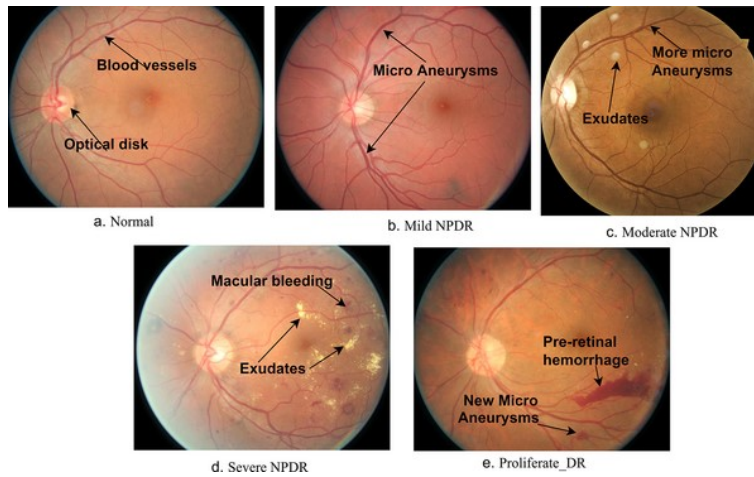 Blood vessels
Optical disk
a. Normal
Micro Aneurysms
b. Mild NPDR
More micro
Aneurysms
Exudates
c. Moderate NPDR
Macular bleeding
Exudates
d. Severe NPDR
Pre-retinal
hemorrhage
New Micro
Aneurysms
e. Proliferate_DR